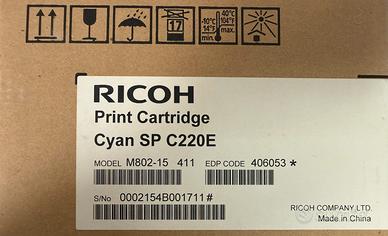 17
-10°C
14°F
min.
40°C
104°F
max.
RICOH
Print Cartridge
Cyan SP C220E
MODEL M802-15 411 EDP CODE 406053 *
S/No 0002154B001711#
RICOH COMPANY LTD.
Made in China